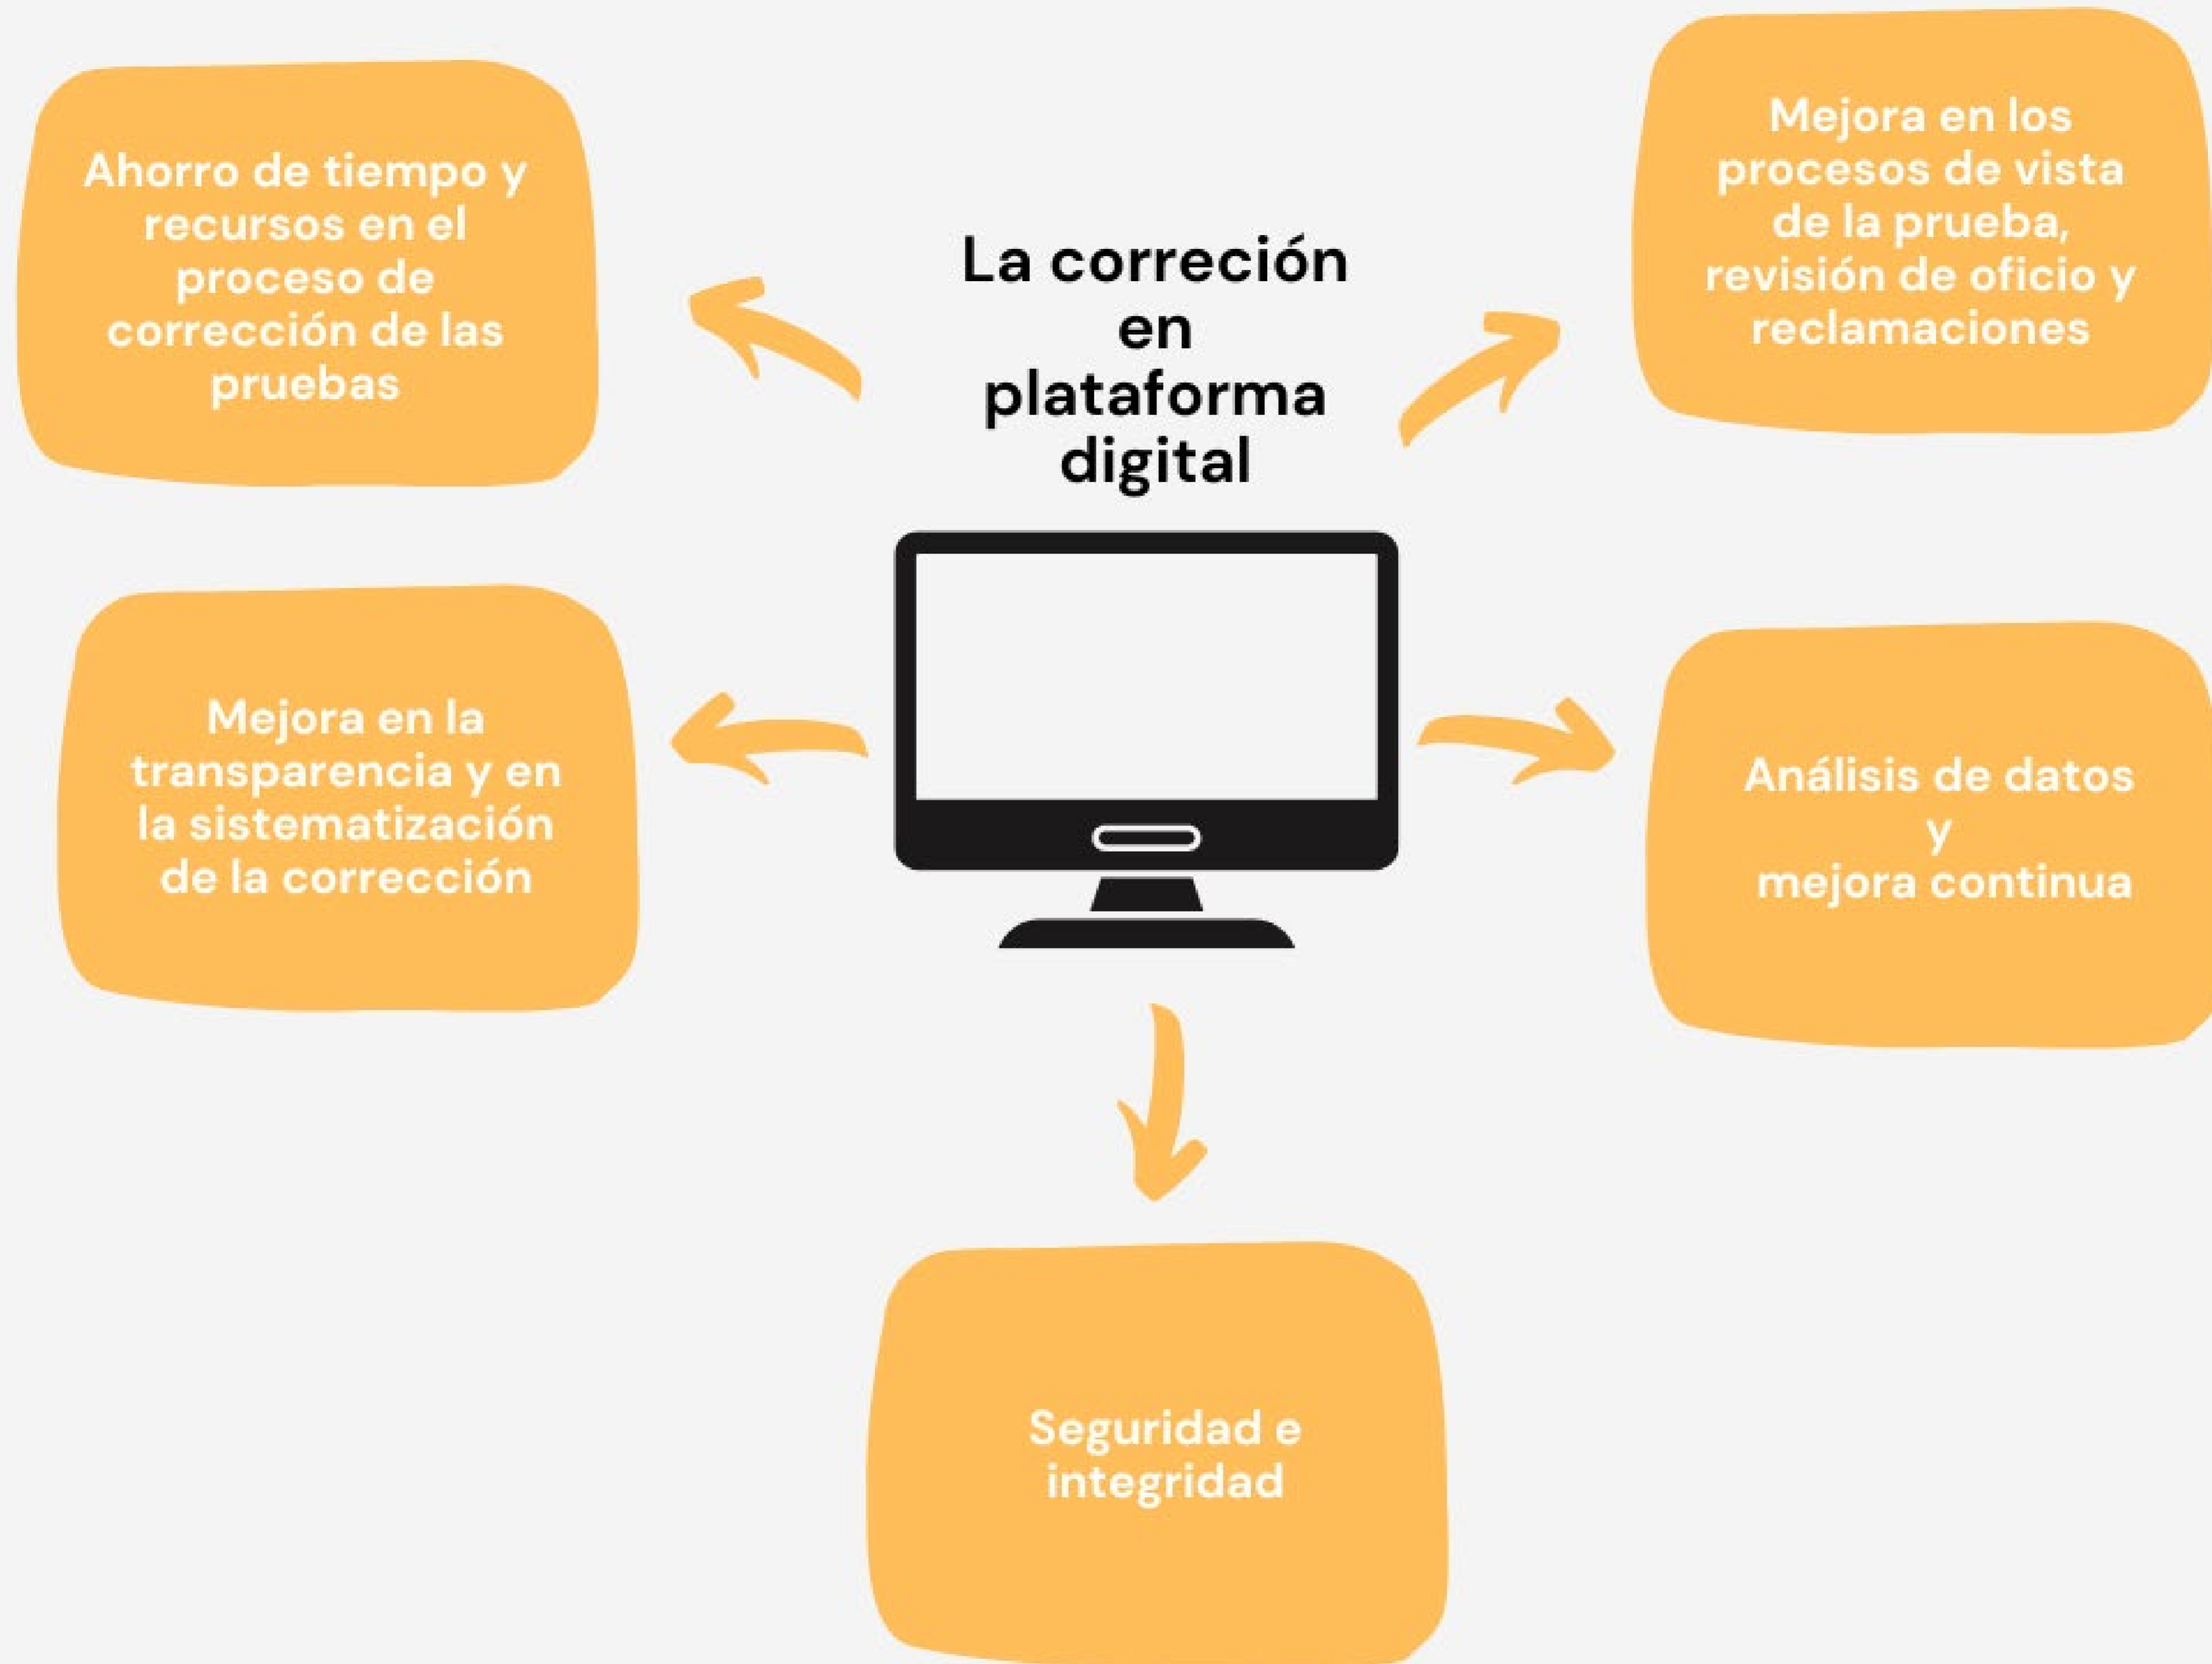 La correción
en
plataforma
digital
Ahorro de tiempo y
recursos en el
proceso de
corrección de las
pruebas
Mejora en los
procesos de vista
de la prueba,
revisión de oficio y
reclamaciones
Mejora en la
transparencia y en
la sistematización
de la corrección
Análisis de datos
y
mejora continua
Seguridad e
integridad